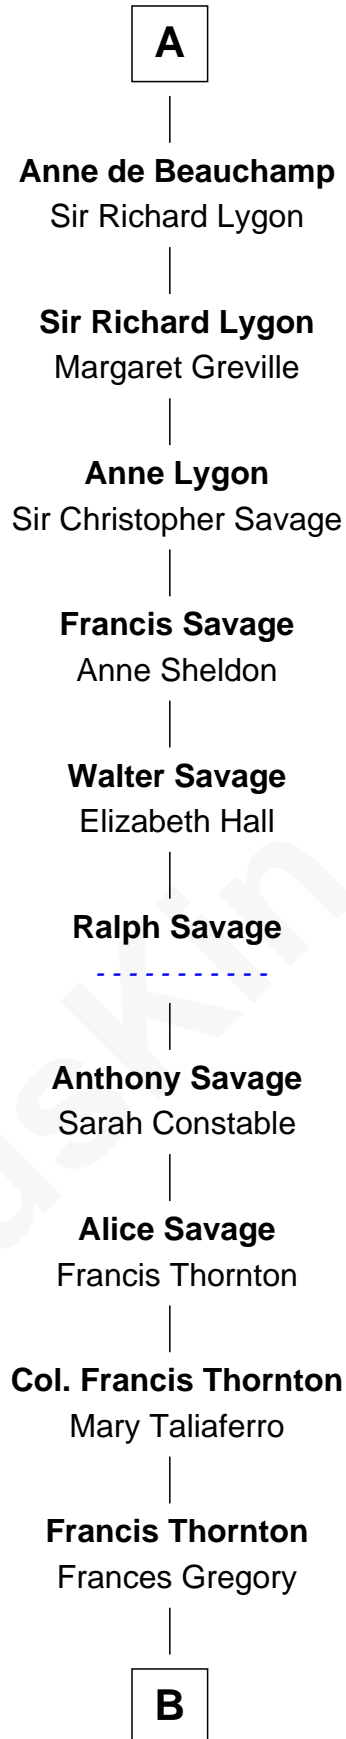 A
Anne de Beauchamp
Sir Richard Lygon
Sir Richard Lygon
Margaret Greville
Anne Lygon
Sir Christopher Savage
Francis Savage
Anne Sheldon
Walter Savage
Elizabeth Hall
Ralph Savage
- - - - - - - - - - -
Anthony Savage
Sarah Constable
Alice Savage
Francis Thornton
Col. Francis Thornton
Mary Taliaferro
Francis Thornton
Frances Gregory
B